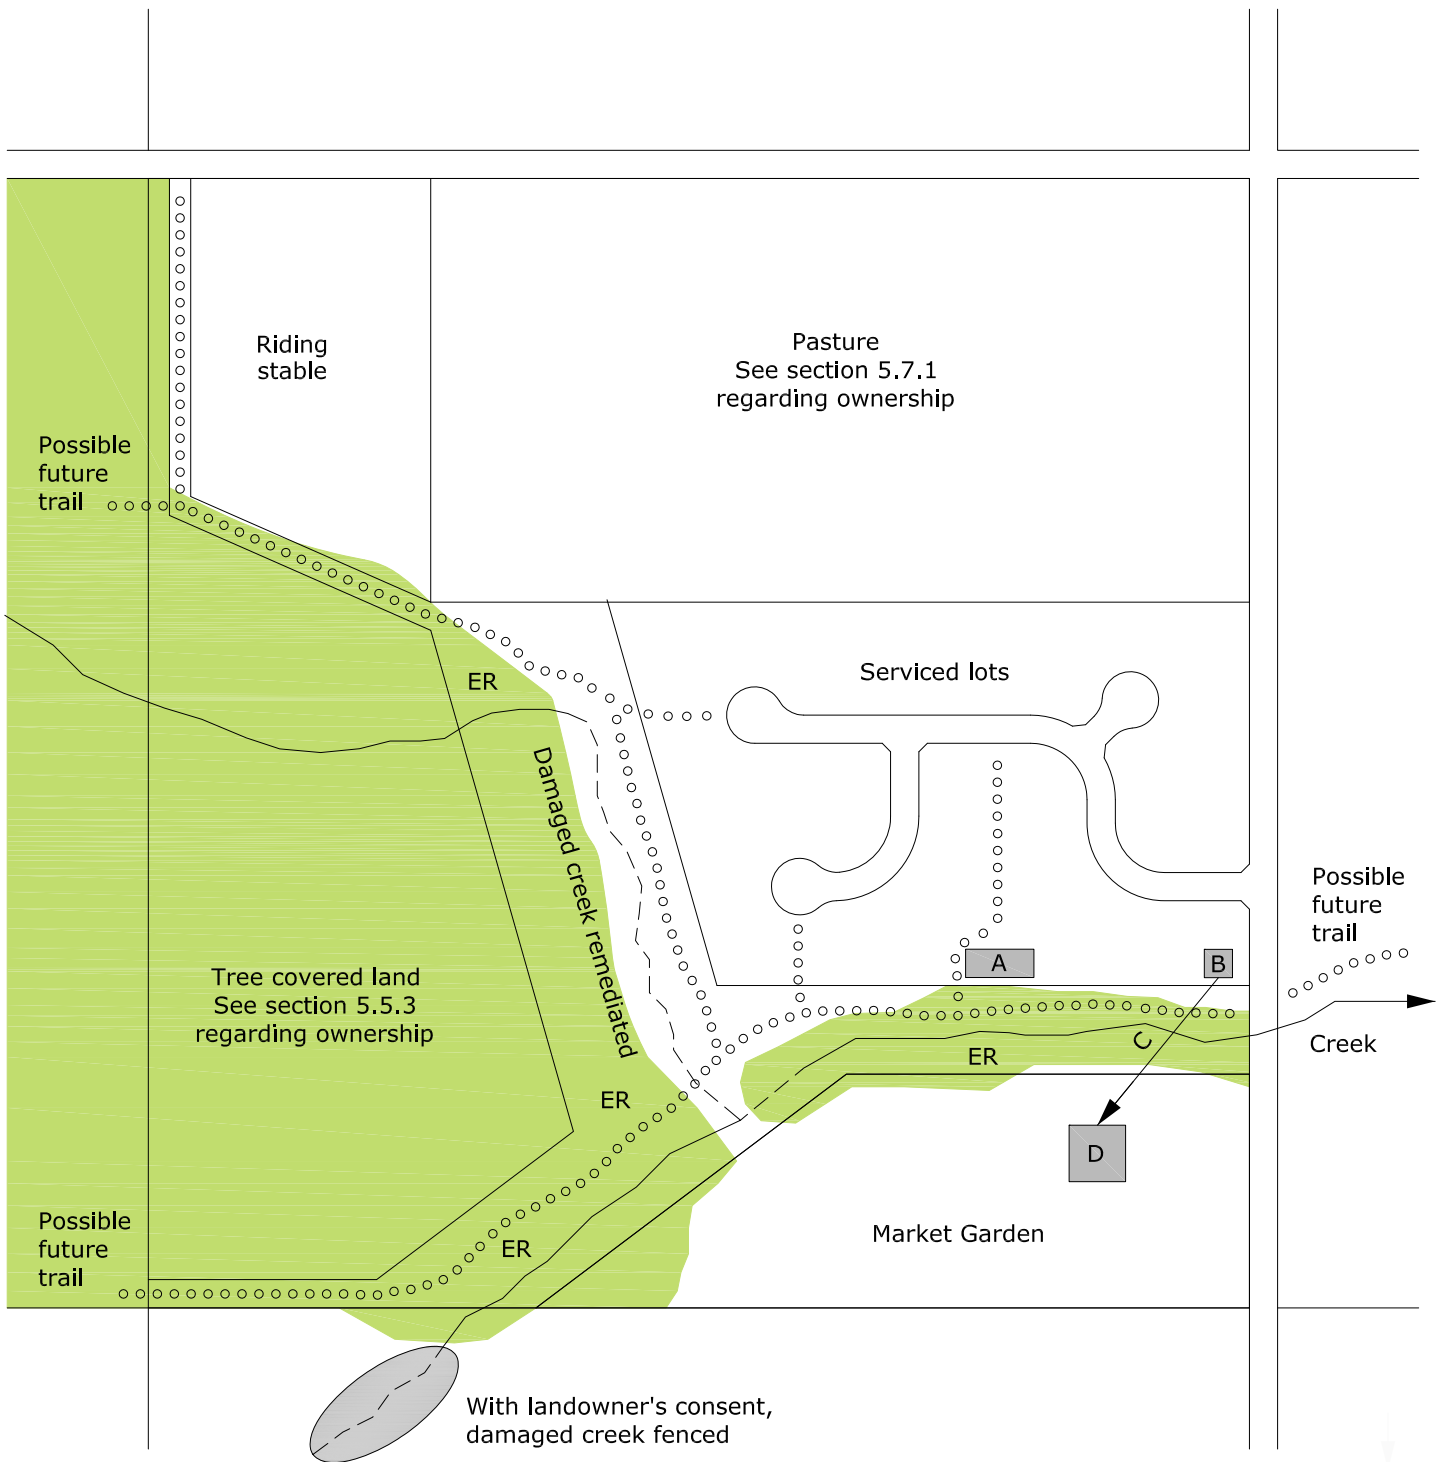 Riding
stable
Pasture
See section 5.7.1
regarding ownership
Possible
future
trail
ER
Serviced lots
Damaged creek remediated
Possible
future
trail
A
B
Tree covered land
See section 5.5.3
regarding ownership
C
Creek
ER
ER
D
Possible
future
trail
ER
Market Garden
With landowner's consent,
damaged creek fenced